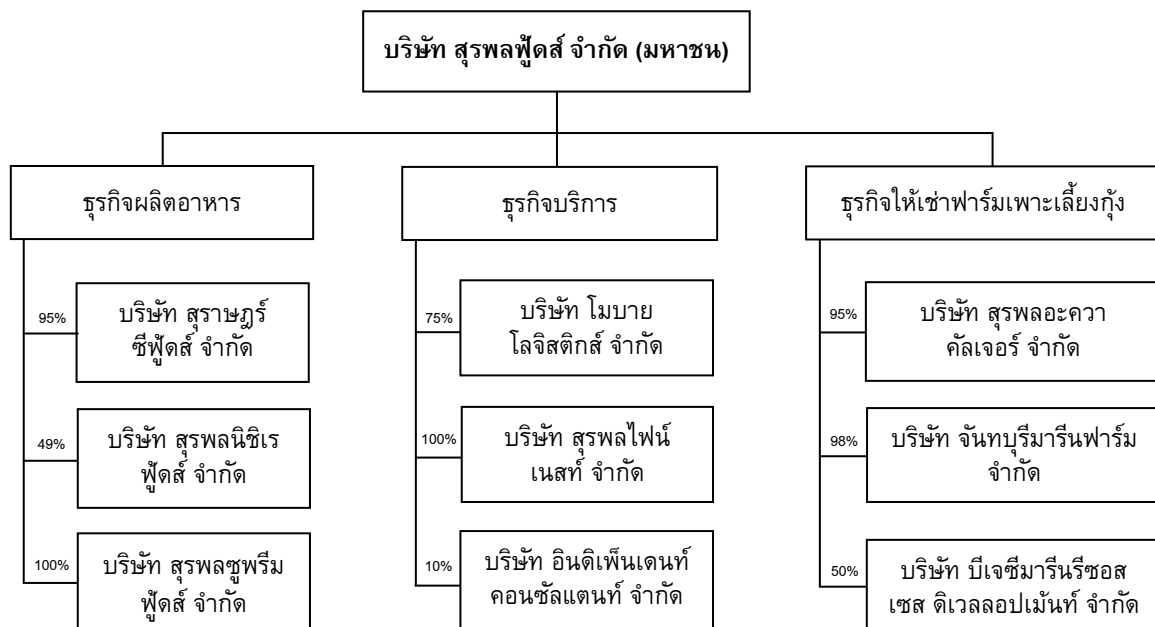 บริษัท สุรพลฟู้ดส์ จำกัด (มหาชน)
ธุรกิจผลิตอาหาร
95%
บริษัท สุราษฎร์
ซีฟู้ดส์ จำกัด
49%
บริษัท สุรพลนิชิเร
ฟู้ดส์ จำกัด
100%
บริษัท สุรพลซูพรีม
ฟู้ดส์ จำกัด
ธุรกิจบริการ
75%
บริษัท โมบาย
โลจิสติกส์ จำกัด
100%
บริษัท สุรพลไฟน์
เนสท์ จำกัด
10%
บริษัท อินดิเพ็นเดนท์
คอนซัลแตนท์ จำกัด
ธุรกิจให้เช่าฟาร์มเพาะเลี้ยงกุ้ง
95%
บริษัท สุรพลอะควา
คัลเจอร์ จำกัด
98%
บริษัท จันทบุรีมารีนฟาร์ม
จำกัด
50%
บริษัท บีเจซีมารีนรีซอส
เซส ดิเวลลอปเม้นท์ จำกัด